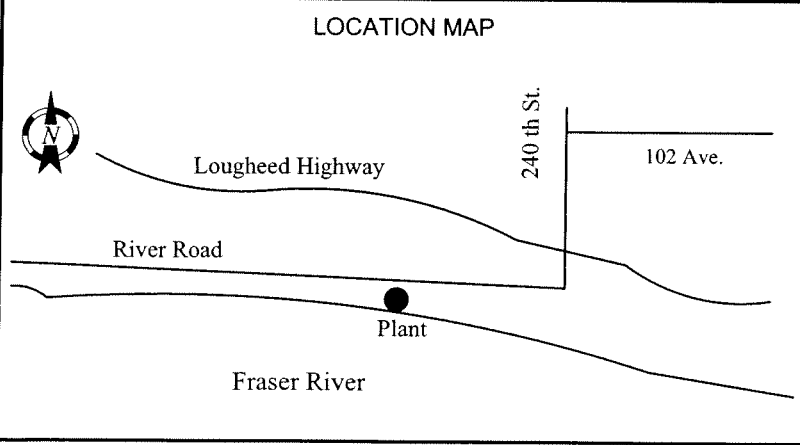 LOCATION MAP
N
240 th St.
102 Ave.
Lougheed Highway
River Road
Plant
Fraser River